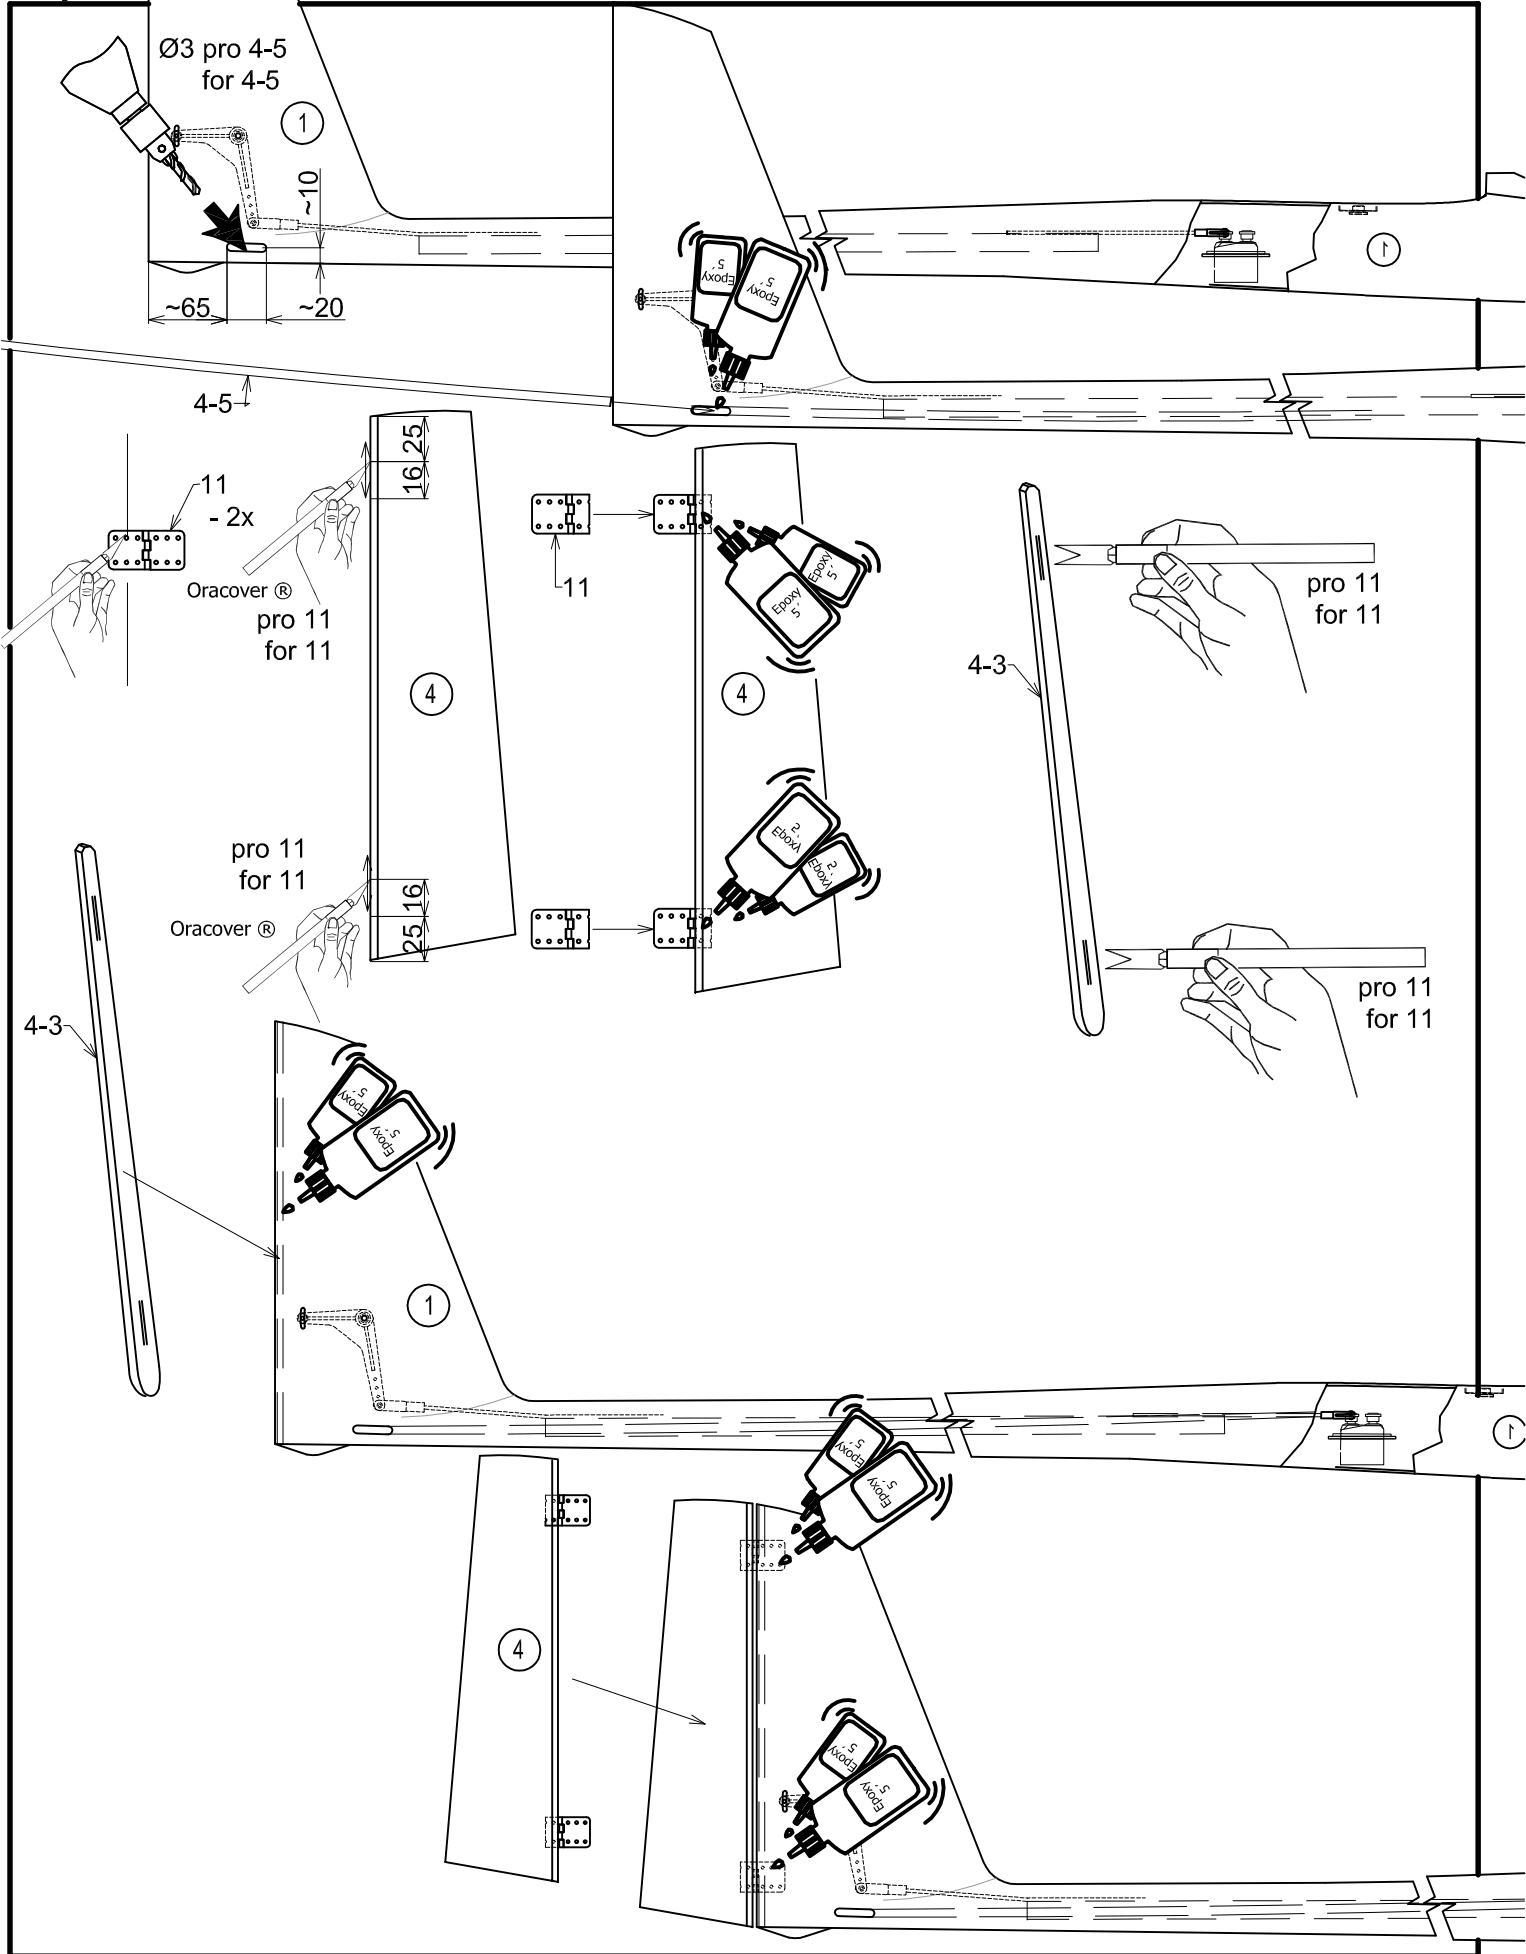 Ø3 pro 4-5
for 4-5
1
~10
~65
~20
Epoxy
5'
Epoxy
5'
1
4-5
11
- 2x
Oracover ®
pro 11
for 11
25
16
4
11
Epoxy
5'
Epoxy
5'
4
4-3
pro 11
for 11
pro 11
for 11
Oracover ®
16
25
Epoxy
5'
Epoxy
5'
pro 11
for 11
4-3
Epoxy
5'
Epoxy
5'
1
1
Epoxy
5'
Epoxy
5'
4
Epoxy
5'
Epoxy
5'